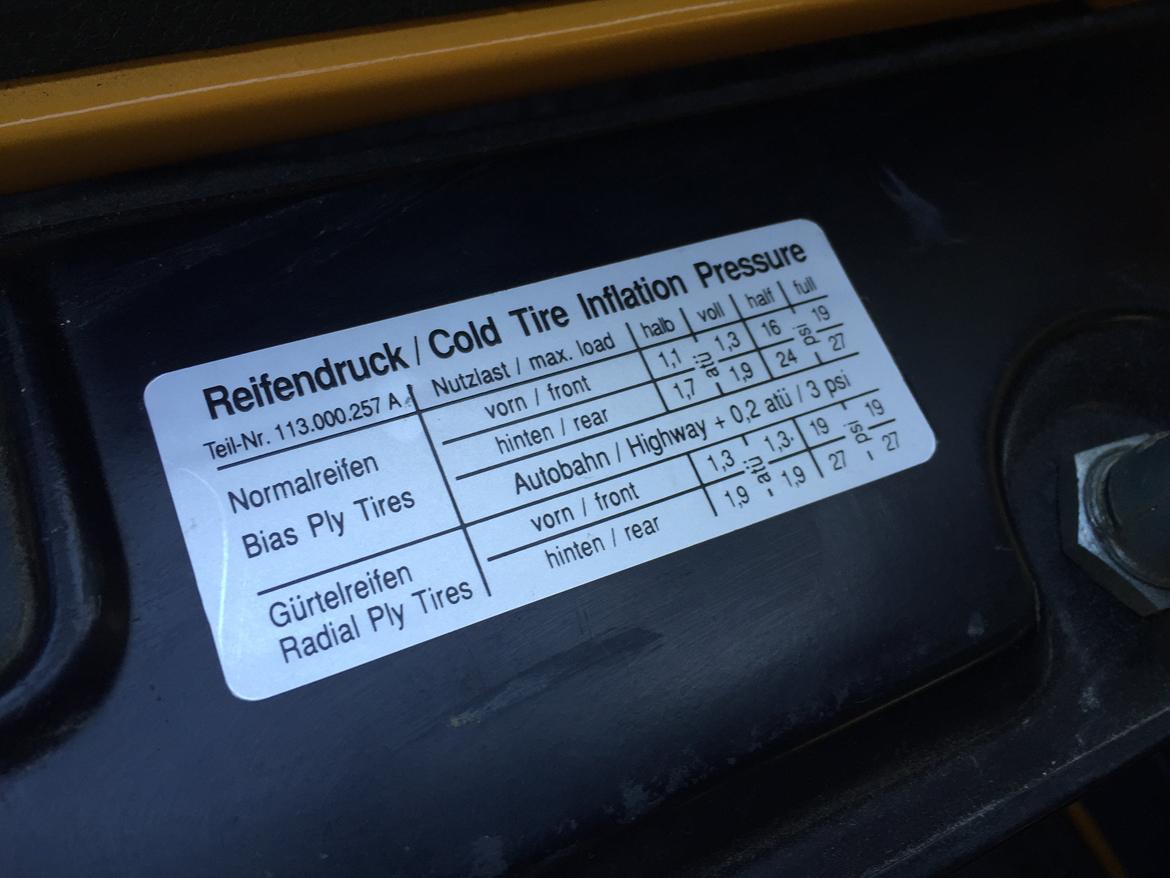 Reifendruck / Cold Tire Inflation Pressure
Teil-Nr. 113.000.257 A Nutzlast / max. load halb voll half full
Normalreifen
Bias Ply Tires
vorn / front 1,1 atü 1,3 16 psi 19
hinten / rear 1,7 1,9 24 27
Autobahn / Highway + 0,2 atü / 3 psi
Gürtelreifen
Radial Ply Tires
vorn / front 1,3 atü 1,3 19 psi 19
hinten / rear 1,9 1,9 27 27